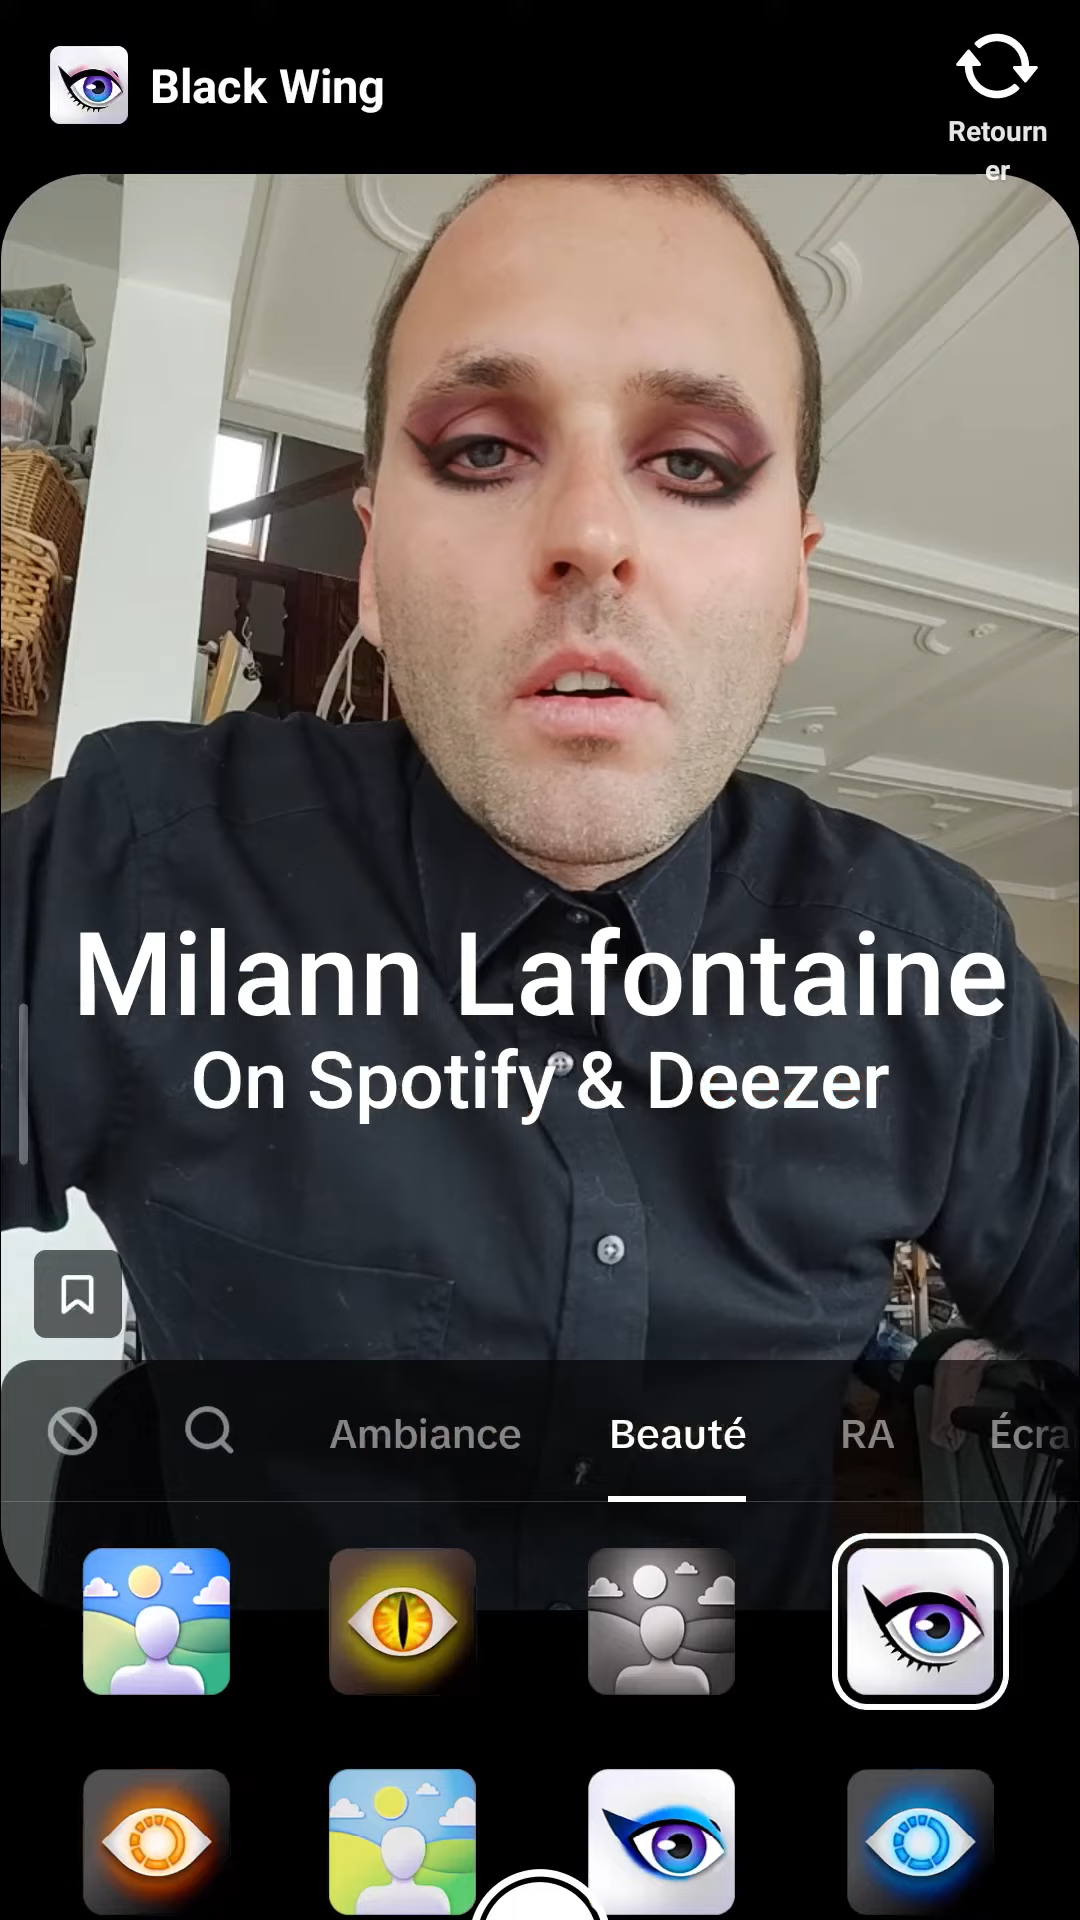 Black Wing
Retourn
er
Milann Lafontaine
On Spotify & Deezer
Ambiance
Beauté
RA
Écra